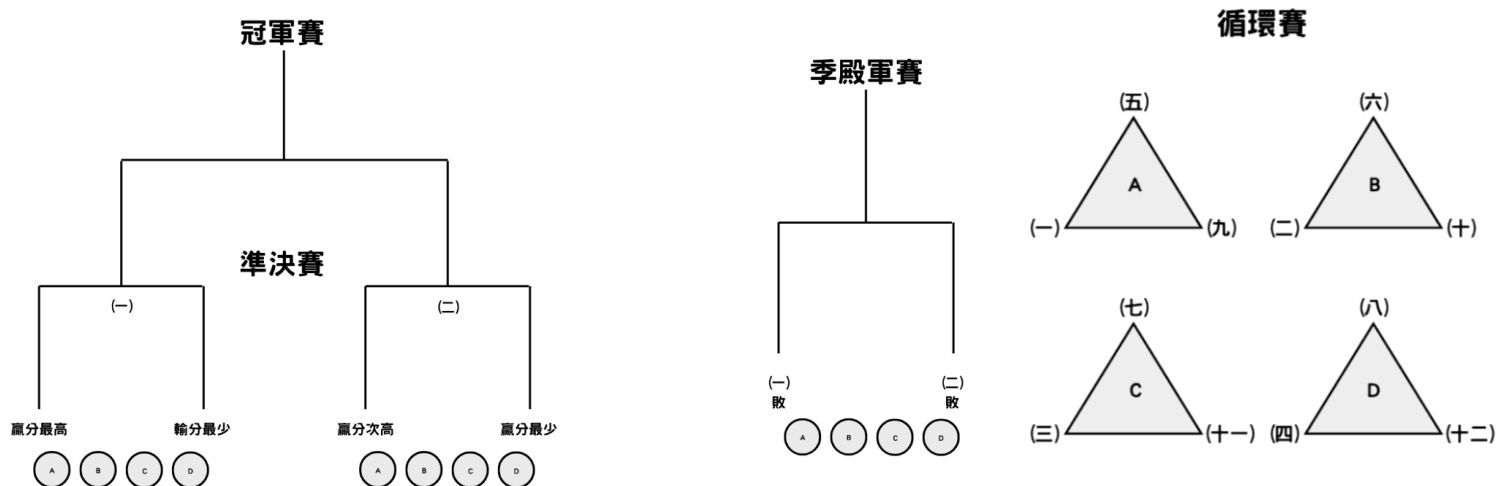 冠軍賽
準決賽
(一)
(二)
贏分最高
輸分最少
贏分次高
贏分最少
A B C D
A B C D
季殿軍賽
(一)
敗
(二)
敗
A B C D
循環賽
(五)
A
(一)
(九)
(六)
B
(二)
(十)
(七)
C
(三)
(十一)
(八)
D
(四)
(十二)